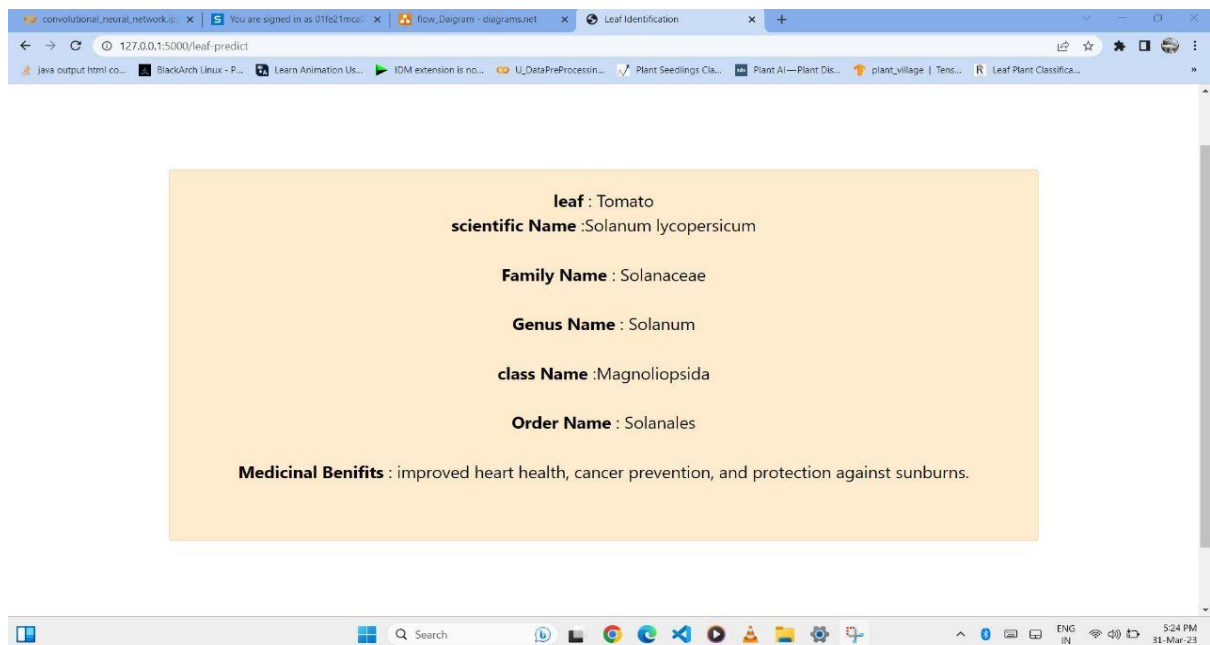 convolutional_neural_network.ip
You are signed in as 01fe21mca0
flow_Daigram - diagrams.net
Leaf Identification
127.0.0.1:5000/leaf-predict
java output html co...
BlackArch Linux - P...
Learn Animation Us...
IDM extension is no...
U_DataPreProcessin...
Plant Seedlings Cla...
Plant AI—Plant Dis...
plant_village | Tens...
Leaf Plant Classifica...
leaf : Tomato
scientific Name :Solanum lycopersicum
Family Name : Solanaceae
Genus Name : Solanum
class Name :Magnoliopsida
Order Name : Solanales
Medicinal Benifits : improved heart health, cancer prevention, and protection against sunburns.
Search
ENG
IN
5:24 PM
31-Mar-23